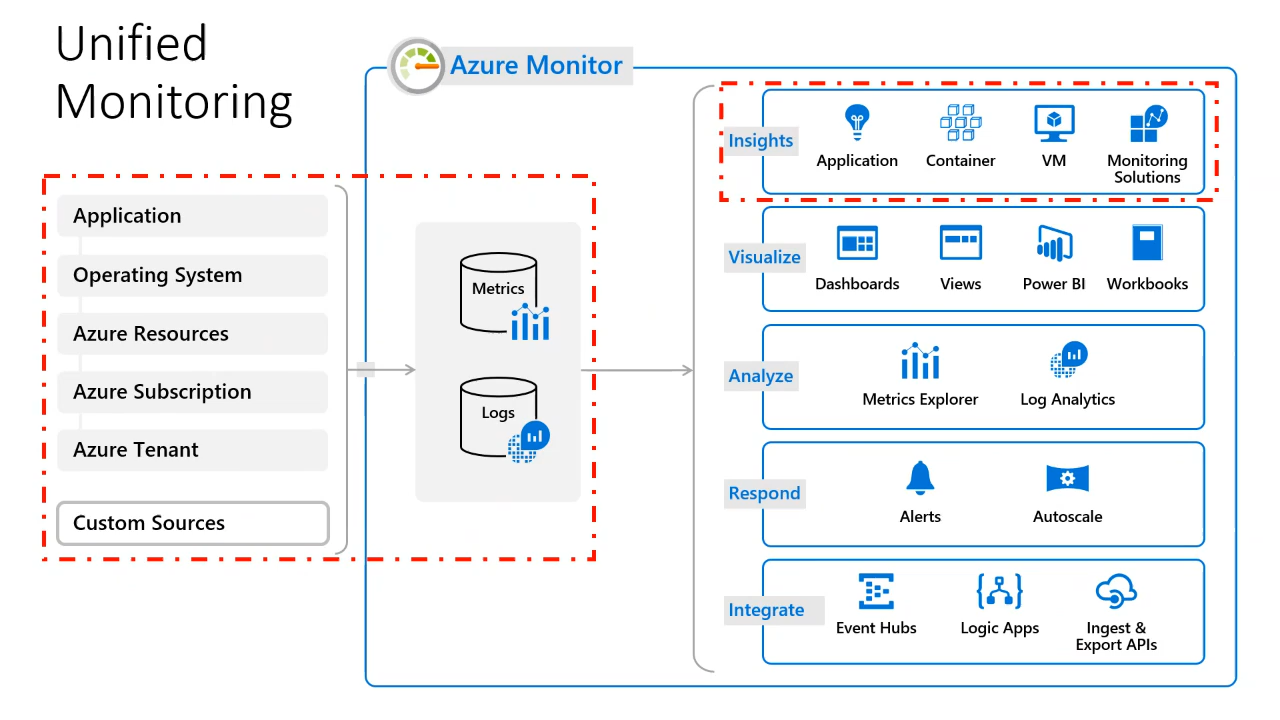 Unified
Monitoring
Azure Monitor
Application
Operating System
Azure Resources
Azure Subscription
Azure Tenant
Custom Sources
Metrics
Logs
Insights
Application
Container
VM
Monitoring
Solutions
Visualize
Dashboards
Views
Power BI
Workbooks
Analyze
Metrics Explorer
Log Analytics
Respond
Alerts
Autoscale
Integrate
Event Hubs
Logic Apps
Ingest &
Export APIs